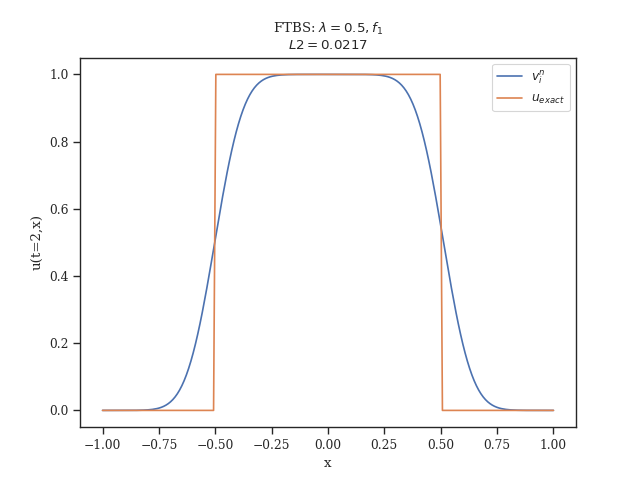 FTBS: λ = 0.5, f₁
L2 = 0.0217
1.0
0.8
0.6
0.4
0.2
0.0
u(t=2,x)
vᵢⁿ
u_exact
−1.00 −0.75 −0.50 −0.25 0.00 0.25 0.50 0.75 1.00
x